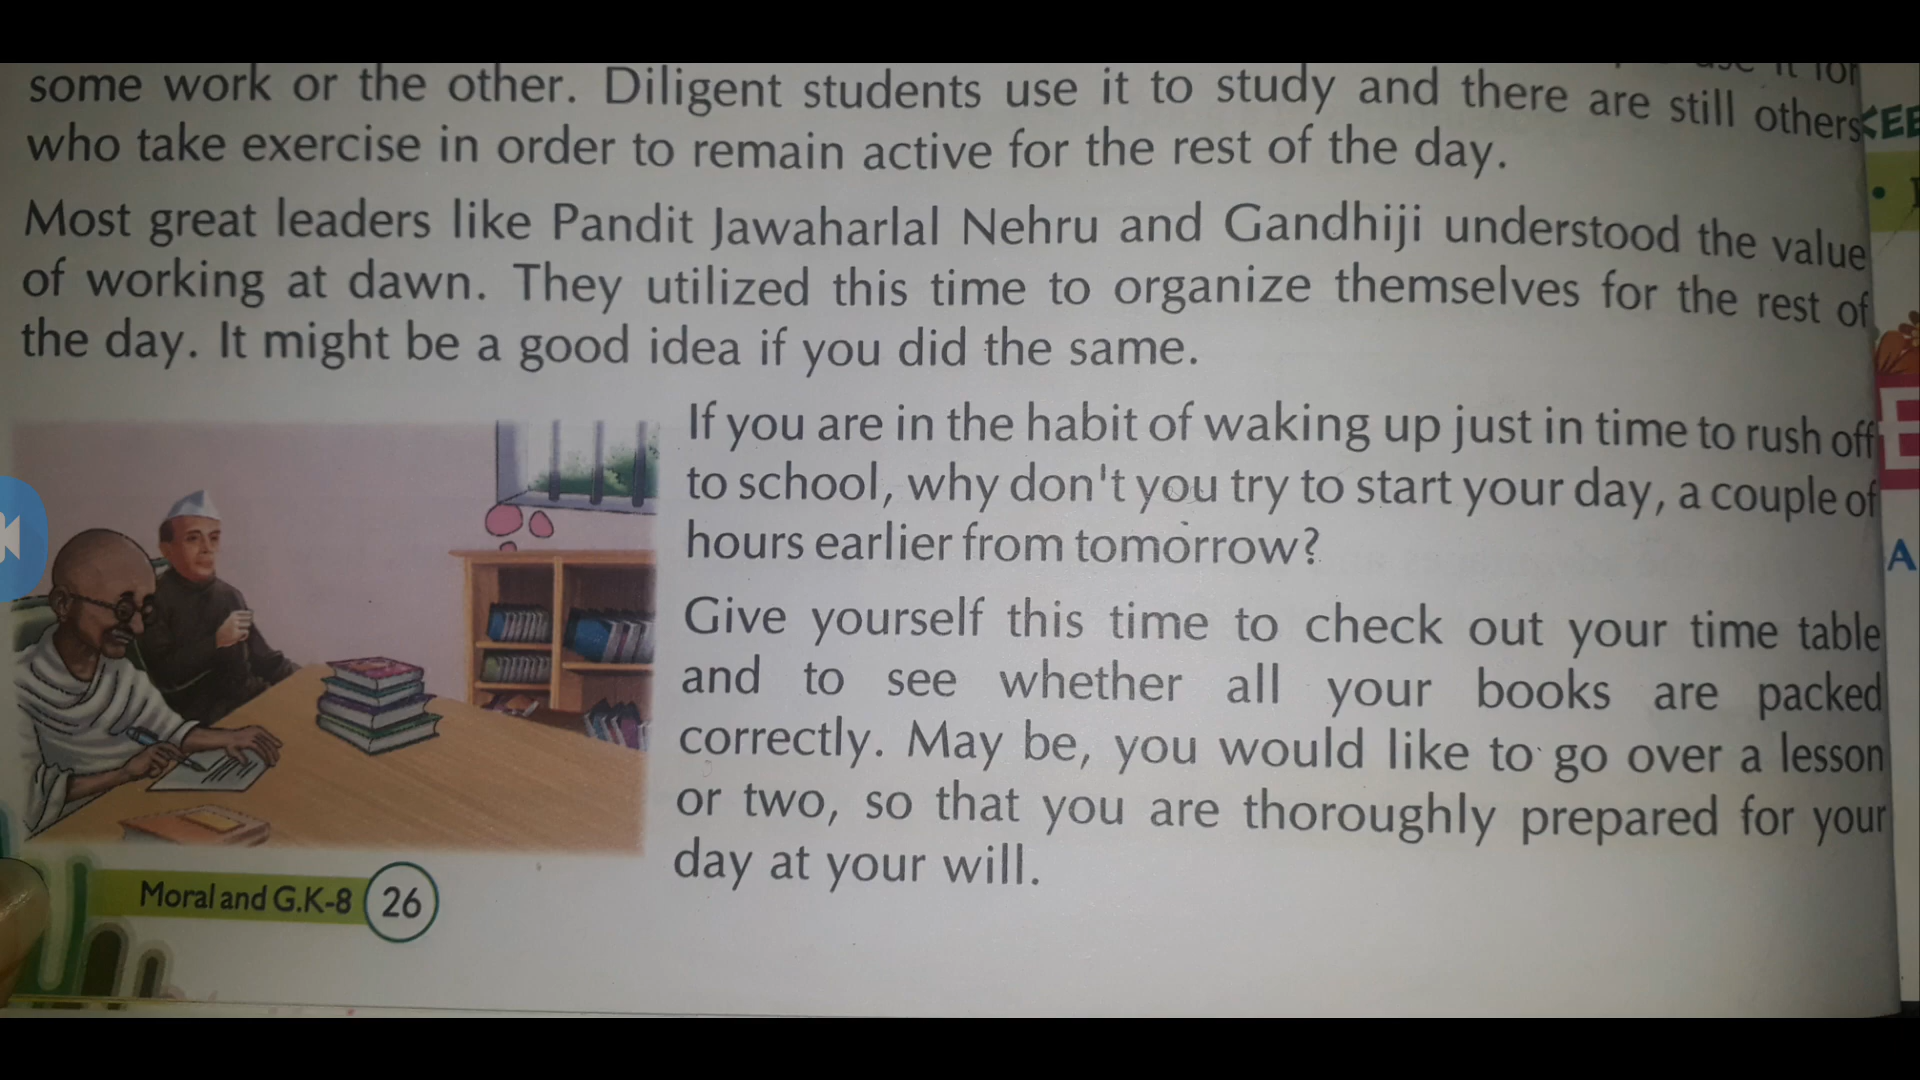 it for
some work or the other. Diligent students use it to study and there are still others
who take exercise in order to remain active for the rest of the day.
Most great leaders like Pandit Jawaharlal Nehru and Gandhiji understood the value
of working at dawn. They utilized this time to organize themselves for the rest of
the day. It might be a good idea if you did the same.
If you are in the habit of waking up just in time to rush off
to school, why don't you try to start your day, a couple of
hours earlier from tomorrow?
Give yourself this time to check out your time table
and to see whether all your books are packed
correctly. May be, you would like to go over a lesson
or two, so that you are thoroughly prepared for your
day at your will.
Moral and G.K-8 26
E
A